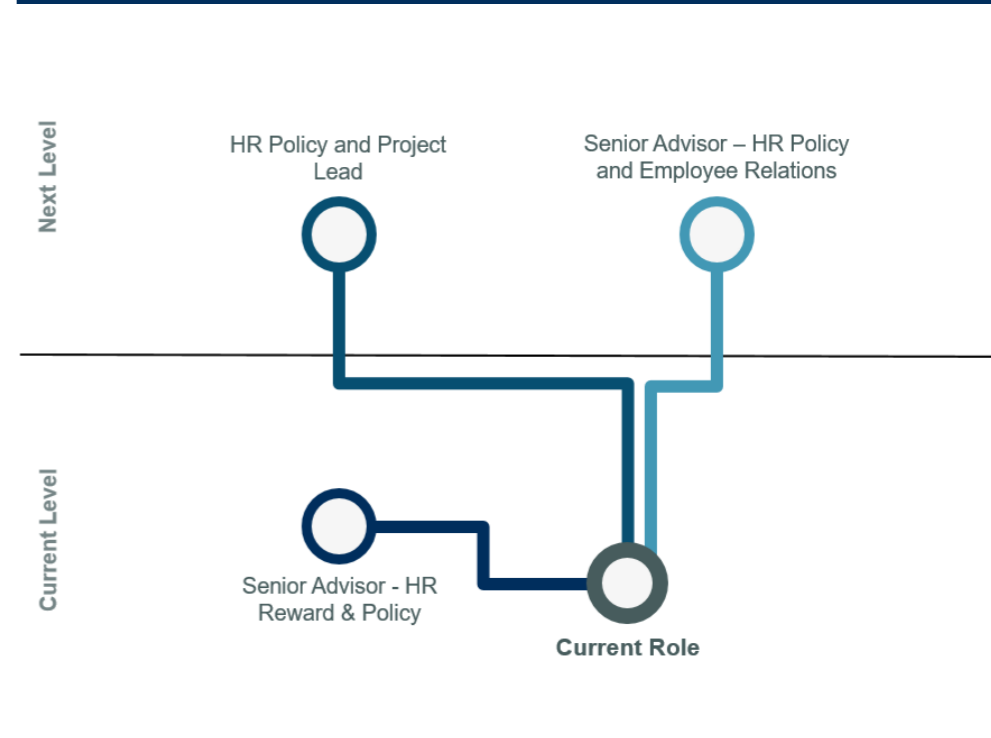 Next Level
HR Policy and Project
Lead
Senior Advisor – HR Policy
and Employee Relations
Current Level
Senior Advisor - HR
Reward & Policy
Current Role